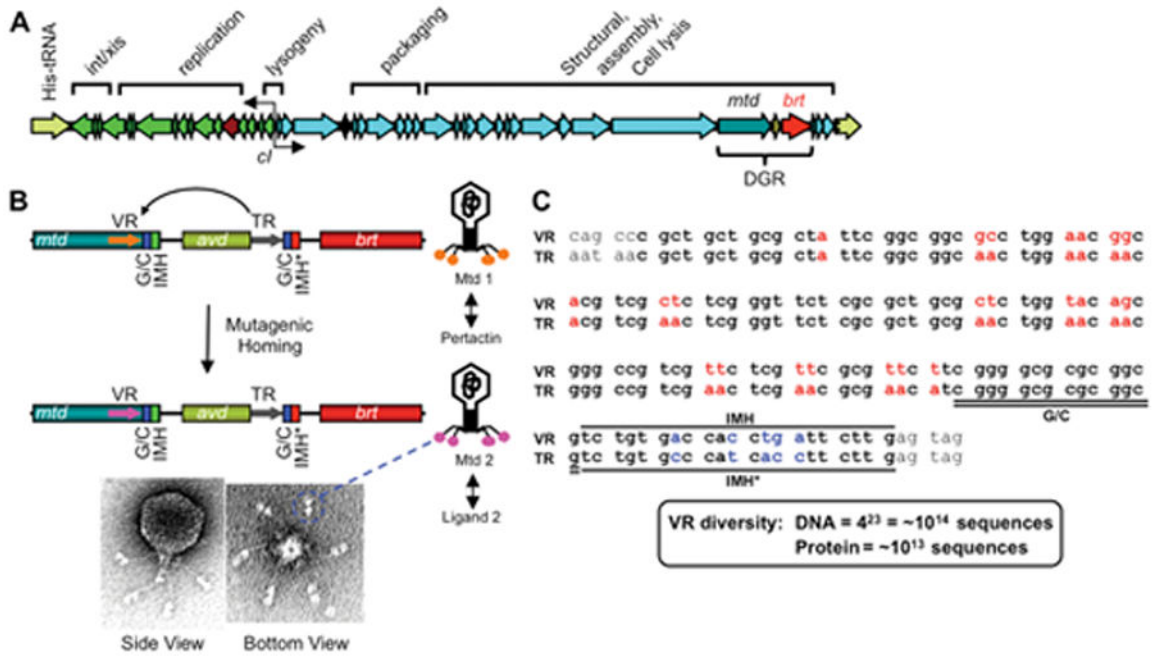 A
His-tRNA
int/xis
replication
lysogeny
packaging
Structural,
assembly,
Cell lysis
mtd
brt
cI
DGR
B
VR
TR
mtd
avd
brt
G/C
IMH
G/C
IMH*
Mtd 1
Pertactin
Mutagenic
Homing
VR
TR
mtd
avd
brt
G/C
IMH
G/C
IMH*
Mtd 2
Ligand 2
Side View
Bottom View
C
VR cag ccc gct gct gcg cta ttc ggc ggc gcc tgg aac ggc
TR aat aac gct gct gcg cta ttc ggc ggc aac tgg aac aac
VR acg tcg ctc tcg ggt tct cgc gct gcg ctc tgg tac agc
TR acg tcg aac tcg ggt tct cgc gct gcg aac tgg aac aac
VR ggg ccg tcg ttc tcg ttc gcg ttc ttc ggg gcg cgc ggc
TR ggg ccg tcg aac tcg aac gcg aac atc ggg gcg cgc ggc
G/C
IMH
VR gtc tgt gac cac ctg att ctt gag tag
TR gtc tgt gcc cat cac ctt ctt gag tag
IMH*
VR diversity: DNA = 4²³ = ~10¹⁴ sequences
Protein = ~10¹³ sequences